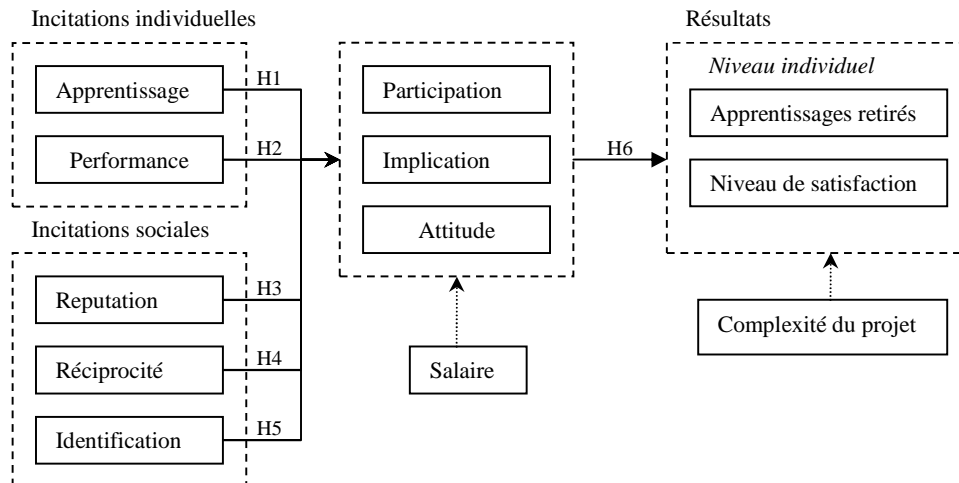 Incitations individuelles
Apprentissage
H1
Performance
H2
Incitations sociales
Reputation
H3
Réciprocité
H4
Identification
H5
Participation
Implication
Attitude
Salaire
H6
Résultats
Niveau individuel
Apprentissages retirés
Niveau de satisfaction
Complexité du projet